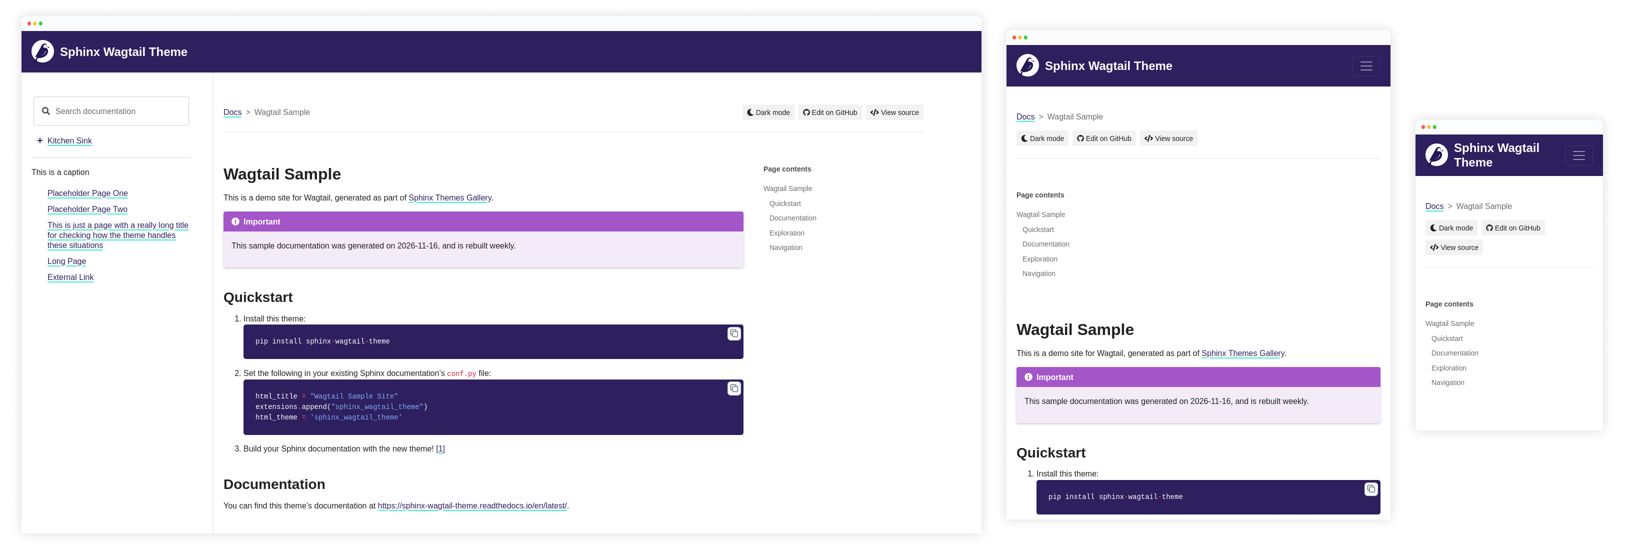 Sphinx Wagtail Theme
Search documentation
+ Kitchen Sink
This is a caption
Placeholder Page One
Placeholder Page Two
This is just a page with a really long title
for checking how the theme handles
these situations
Long Page
External Link
Docs > Wagtail Sample
Dark mode Edit on GitHub View source
Wagtail Sample
This is a demo site for Wagtail, generated as part of Sphinx Themes Gallery.
Important
This sample documentation was generated on 2026-11-16, and is rebuilt weekly.
Quickstart
1. Install this theme:
pip install sphinx-wagtail-theme
2. Set the following in your existing Sphinx documentation's conf.py file:
html_title = "Wagtail Sample Site"
extensions.append("sphinx_wagtail_theme")
html_theme = 'sphinx_wagtail_theme'
3. Build your Sphinx documentation with the new theme! [1]
Documentation
You can find this theme's documentation at https://sphinx-wagtail-theme.readthedocs.io/en/latest/.
Page contents
Wagtail Sample
Quickstart
Documentation
Exploration
Navigation
Sphinx Wagtail Theme
Docs > Wagtail Sample
Dark mode Edit on GitHub View source
Page contents
Wagtail Sample
Quickstart
Documentation
Exploration
Navigation
Wagtail Sample
This is a demo site for Wagtail, generated as part of Sphinx Themes Gallery.
Important
This sample documentation was generated on 2026-11-16, and is rebuilt weekly.
Quickstart
1. Install this theme:
pip install sphinx-wagtail-theme
Sphinx Wagtail
Theme
Docs > Wagtail Sample
Dark mode Edit on GitHub
View source
Page contents
Wagtail Sample
Quickstart
Documentation
Exploration
Navigation